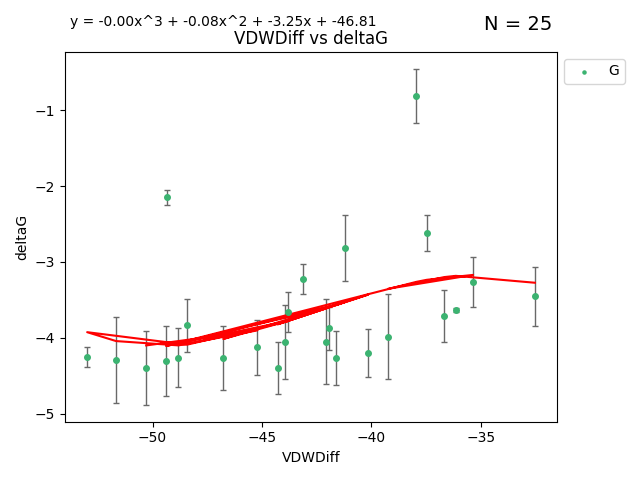 y = -0.00x^3 + -0.08x^2 + -3.25x + -46.81
N = 25
VDWDiff vs deltaG
G
deltaG
−1
−2
−3
−4
−5
−50
−45
−40
−35
VDWDiff